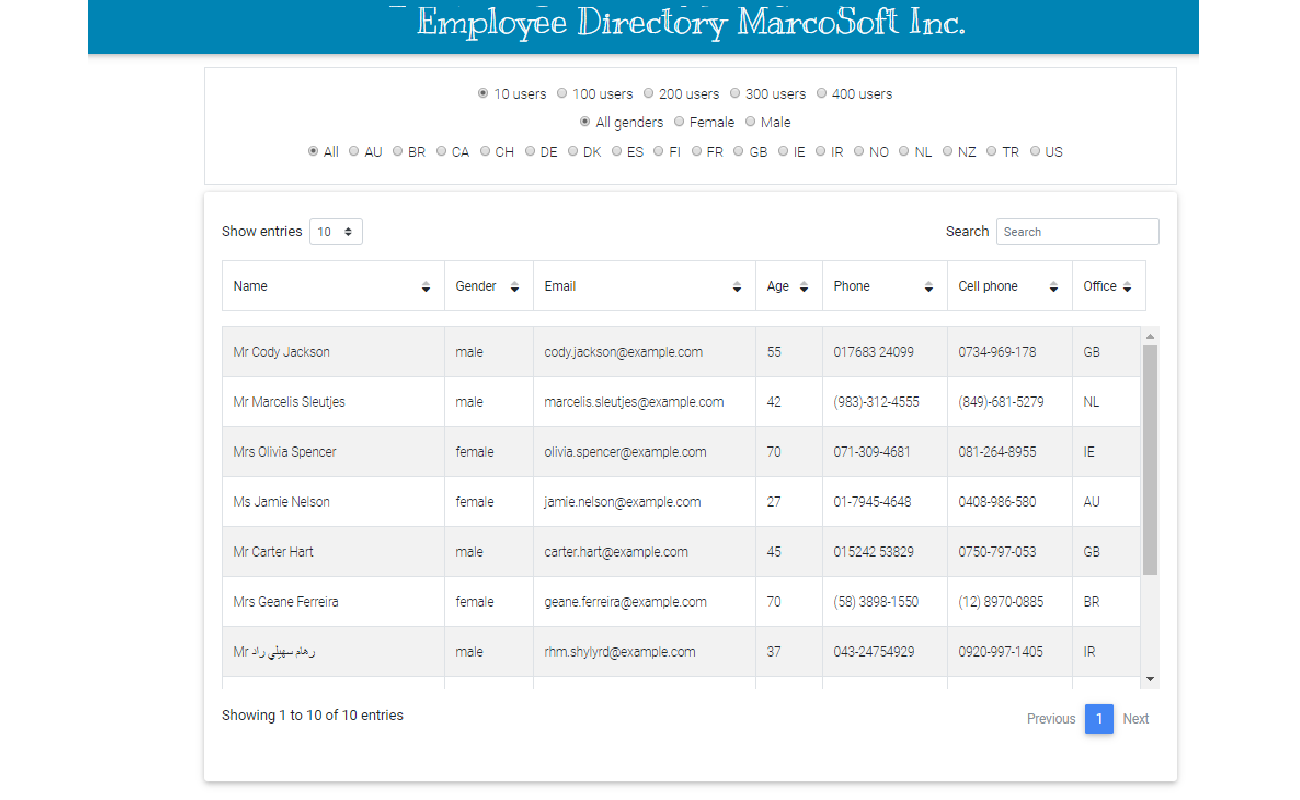 Employee Directory MarcoSoft Inc.
10 users 100 users 200 users 300 users 400 users
All genders Female Male
All AU BR CA CH DE DK ES FI FR GB IE IR NO NL NZ TR US
Show entries 10 Search Search
Name Gender Email Age Phone Cell phone Office
Mr Cody Jackson male cody.jackson@example.com 55 017683 24099 0734-969-178 GB
Mr Marcelis Sleutjes male marcelis.sleutjes@example.com 42 (983)-312-4555 (849)-681-5279 NL
Mrs Olivia Spencer female olivia.spencer@example.com 70 071-309-4681 081-264-8955 IE
Ms Jamie Nelson female jamie.nelson@example.com 27 01-7945-4648 0408-986-580 AU
Mr Carter Hart male carter.hart@example.com 45 015242 53829 0750-797-053 GB
Mrs Geane Ferreira female geane.ferreira@example.com 70 (58) 3898-1550 (12) 8970-0885 BR
Mr رهام سهيلي راد male rhm.shylyrd@example.com 37 043-24754929 0920-997-1405 IR
Showing 1 to 10 of 10 entries Previous 1 Next